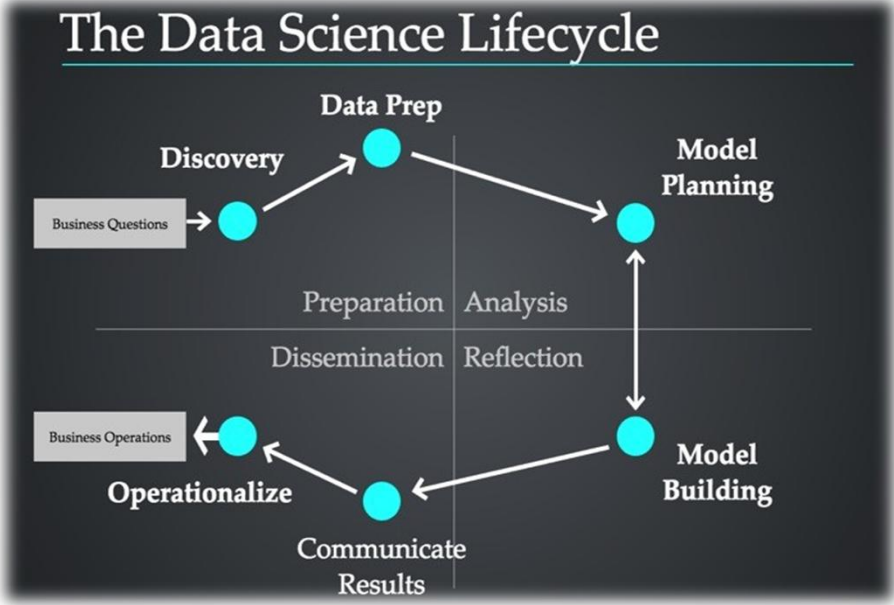 The Data Science Lifecycle
Data Prep
Discovery
Model
Planning
Business Questions
Preparation
Analysis
Dissemination
Reflection
Business Operations
Operationalize
Model
Building
Communicate
Results